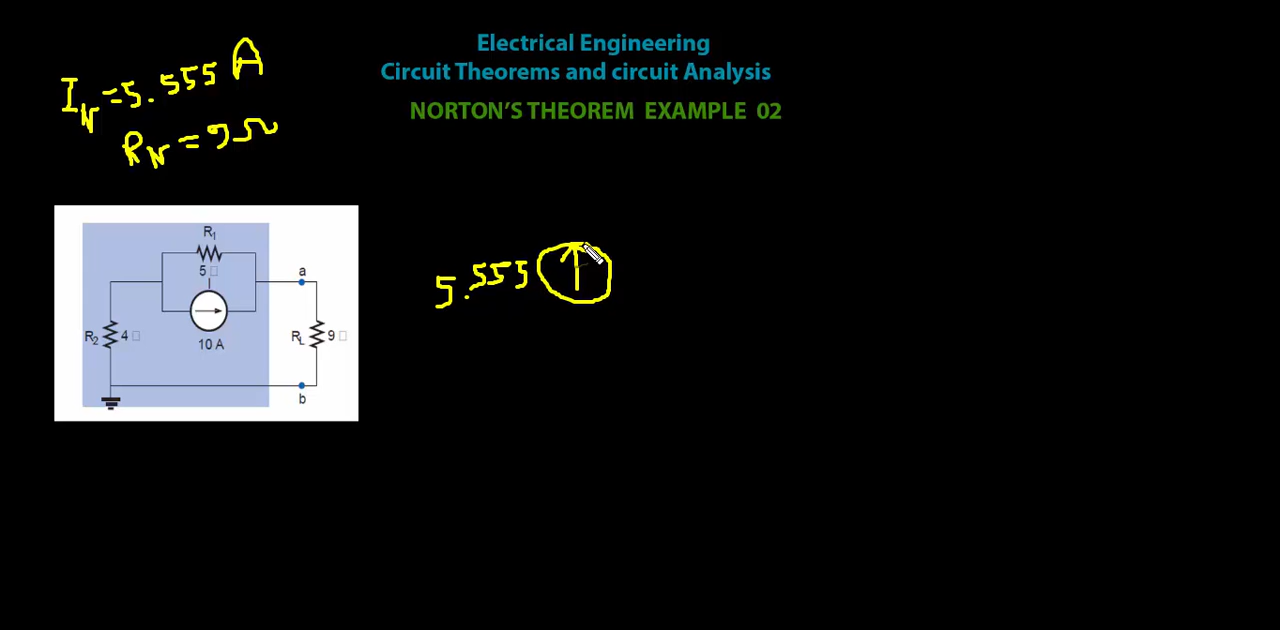 Electrical Engineering
Circuit Theorems and circuit Analysis
NORTON'S THEOREM EXAMPLE 02
I_N = 5.555 A
R_N = 9Ω
R1
5 □
I
10 A
a
R2 4 □
RL 9 □
b
5.555